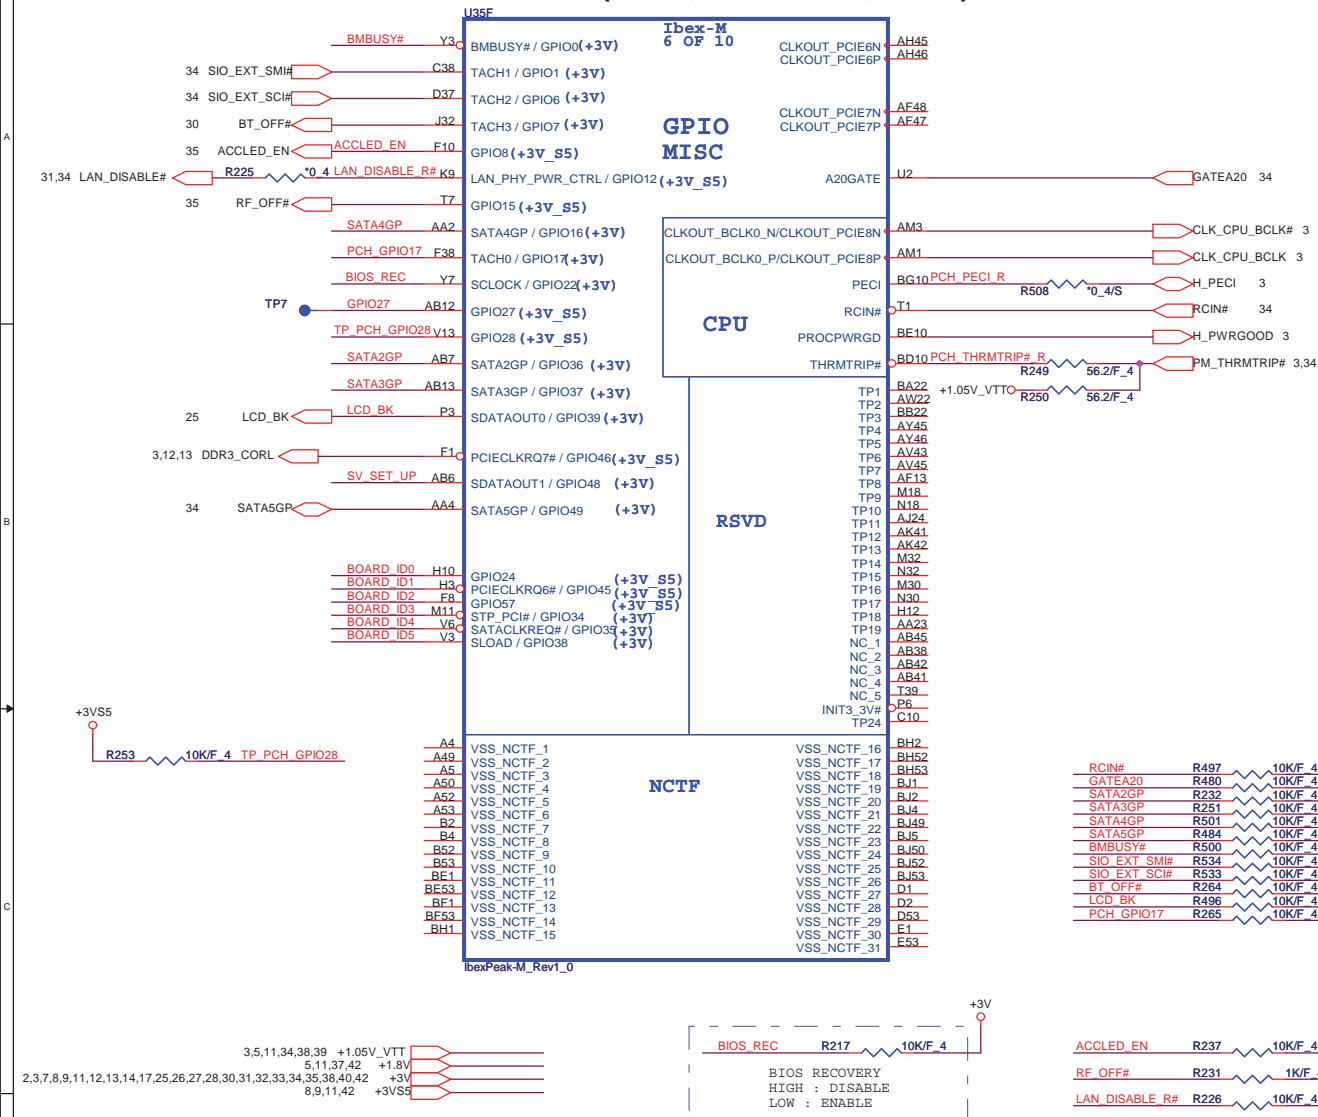 U35F
Ibex-M
6 OF 10
BMBUSY# Y3 BMBUSY# / GPIO0 (+3V)
34 SIO_EXT_SMI# C38 TACH1 / GPIO1 (+3V)
34 SIO_EXT_SCI# D37 TACH2 / GPIO6 (+3V)
30 BT_OFF# J32 TACH3 / GPIO7 (+3V)
35 ACCLED_EN ACCLED_EN F10 GPIO8 (+3V_S5)
31,34 LAN_DISABLE# R225 *0_4 LAN_DISABLE_R# K9 LAN_PHY_PWR_CTRL / GPIO12 (+3V_S5)
35 RF_OFF# T7 GPIO15 (+3V_S5)
SATA4GP AA2 SATA4GP / GPIO16 (+3V)
PCH_GPIO17 F38 TACH0 / GPIO17 (+3V)
BIOS_REC Y7 SCLOCK / GPIO22 (+3V)
TP7 GPIO27 AB12 GPIO27 (+3V_S5)
TP_PCH_GPIO28 V13 GPIO28 (+3V_S5)
SATA2GP AB7 SATA2GP / GPIO36 (+3V)
SATA3GP AB13 SATA3GP / GPIO37 (+3V)
25 LCD_BK LCD_BK P3 SDATAOUT0 / GPIO39 (+3V)
3,12,13 DDR3_CORL F1 PCIECLKRQ7# / GPIO46 (+3V_S5)
SV_SET_UP AB6 SDATAOUT1 / GPIO48 (+3V)
34 SATA5GP AA4 SATA5GP / GPIO49 (+3V)
BOARD_ID0 H10 GPIO24 (+3V_S5)
BOARD_ID1 H3 PCIECLKRQ6# / GPIO45 (+3V_S5)
BOARD_ID2 F8 GPIO57 (+3V_S5)
BOARD_ID3 M11 STP_PCI# / GPIO34 (+3V)
BOARD_ID4 V6 SATACLKREQ# / GPIO35 (+3V)
BOARD_ID5 V3 SLOAD / GPIO38 (+3V)
GPIO
MISC
CPU
RSVD
NCTF
CLKOUT_PCIE6N AH45
CLKOUT_PCIE6P AH46
CLKOUT_PCIE7N AF48
CLKOUT_PCIE7P AF47
A20GATE U2 GATEA20 34
CLKOUT_BCLK0_N/CLKOUT_PCIE8N AM3 CLK_CPU_BCLK# 3
CLKOUT_BCLK0_P/CLKOUT_PCIE8P AM1 CLK_CPU_BCLK 3
PECI BG10 PCH_PECI_R R508 *0_4/S H_PECI 3
RCIN# T1 RCIN# 34
PROCPWRGD BE10 H_PWRGOOD 3
THRMTRIP# BD10 PCH_THRMTRIP#_R R249 56.2/F_4 PM_THRMTRIP# 3,34
+1.05V_VTT R250 56.2/F_4
TP1 BA22
TP2 AW22
TP3 BB22
TP4 AY45
TP5 AY46
TP6 AV43
TP7 AV45
TP8 AF13
TP9 M18
TP10 N18
TP11 AJ24
TP12 AK41
TP13 AK42
TP14 M32
TP15 N32
TP16 M30
TP17 N30
TP18 H12
TP19 AA23
NC_1 AB45
NC_2 AB38
NC_3 AB42
NC_4 AB41
NC_5 T39
INIT3_3V# P6
TP24 C10
+3VS5
R253 10K/F_4 TP_PCH_GPIO28
A4 VSS_NCTF_1
A49 VSS_NCTF_2
A5 VSS_NCTF_3
A50 VSS_NCTF_4
A52 VSS_NCTF_5
A53 VSS_NCTF_6
B2 VSS_NCTF_7
B4 VSS_NCTF_8
B52 VSS_NCTF_9
B53 VSS_NCTF_10
BE1 VSS_NCTF_11
BE53 VSS_NCTF_12
BF1 VSS_NCTF_13
BF53 VSS_NCTF_14
BH1 VSS_NCTF_15
VSS_NCTF_16 BH2
VSS_NCTF_17 BH52
VSS_NCTF_18 BH53
VSS_NCTF_19 BJ1
VSS_NCTF_20 BJ2
VSS_NCTF_21 BJ4
VSS_NCTF_22 BJ49
VSS_NCTF_23 BJ5
VSS_NCTF_24 BJ50
VSS_NCTF_25 BJ52
VSS_NCTF_26 BJ53
VSS_NCTF_27 D1
VSS_NCTF_28 D2
VSS_NCTF_29 D53
VSS_NCTF_30 E1
VSS_NCTF_31 E53
IbexPeak-M_Rev1_0
RCIN# R497 10K/F_4
GATEA20 R480 10K/F_4
SATA2GP R232 10K/F_4
SATA3GP R251 10K/F_4
SATA4GP R501 10K/F_4
SATA5GP R484 10K/F_4
BMBUSY# R500 10K/F_4
SIO_EXT_SMI# R534 10K/F_4
SIO_EXT_SCI# R533 10K/F_4
BT_OFF# R264 10K/F_4
LCD_BK R496 10K/F_4
PCH_GPIO17 R265 10K/F_4
3,5,11,34,38,39 +1.05V_VTT
5,11,37,42 +1.8V
2,3,7,8,9,11,12,13,14,17,25,26,27,28,30,31,32,33,34,35,38,40,42 +3V
8,9,11,42 +3VS5
+3V
BIOS_REC R217 10K/F_4
BIOS RECOVERY
HIGH : DISABLE
LOW : ENABLE
ACCLED_EN R237 10K/F_4
RF_OFF# R231 1K/F_
LAN_DISABLE_R# R226 10K/F_4
A
B
C